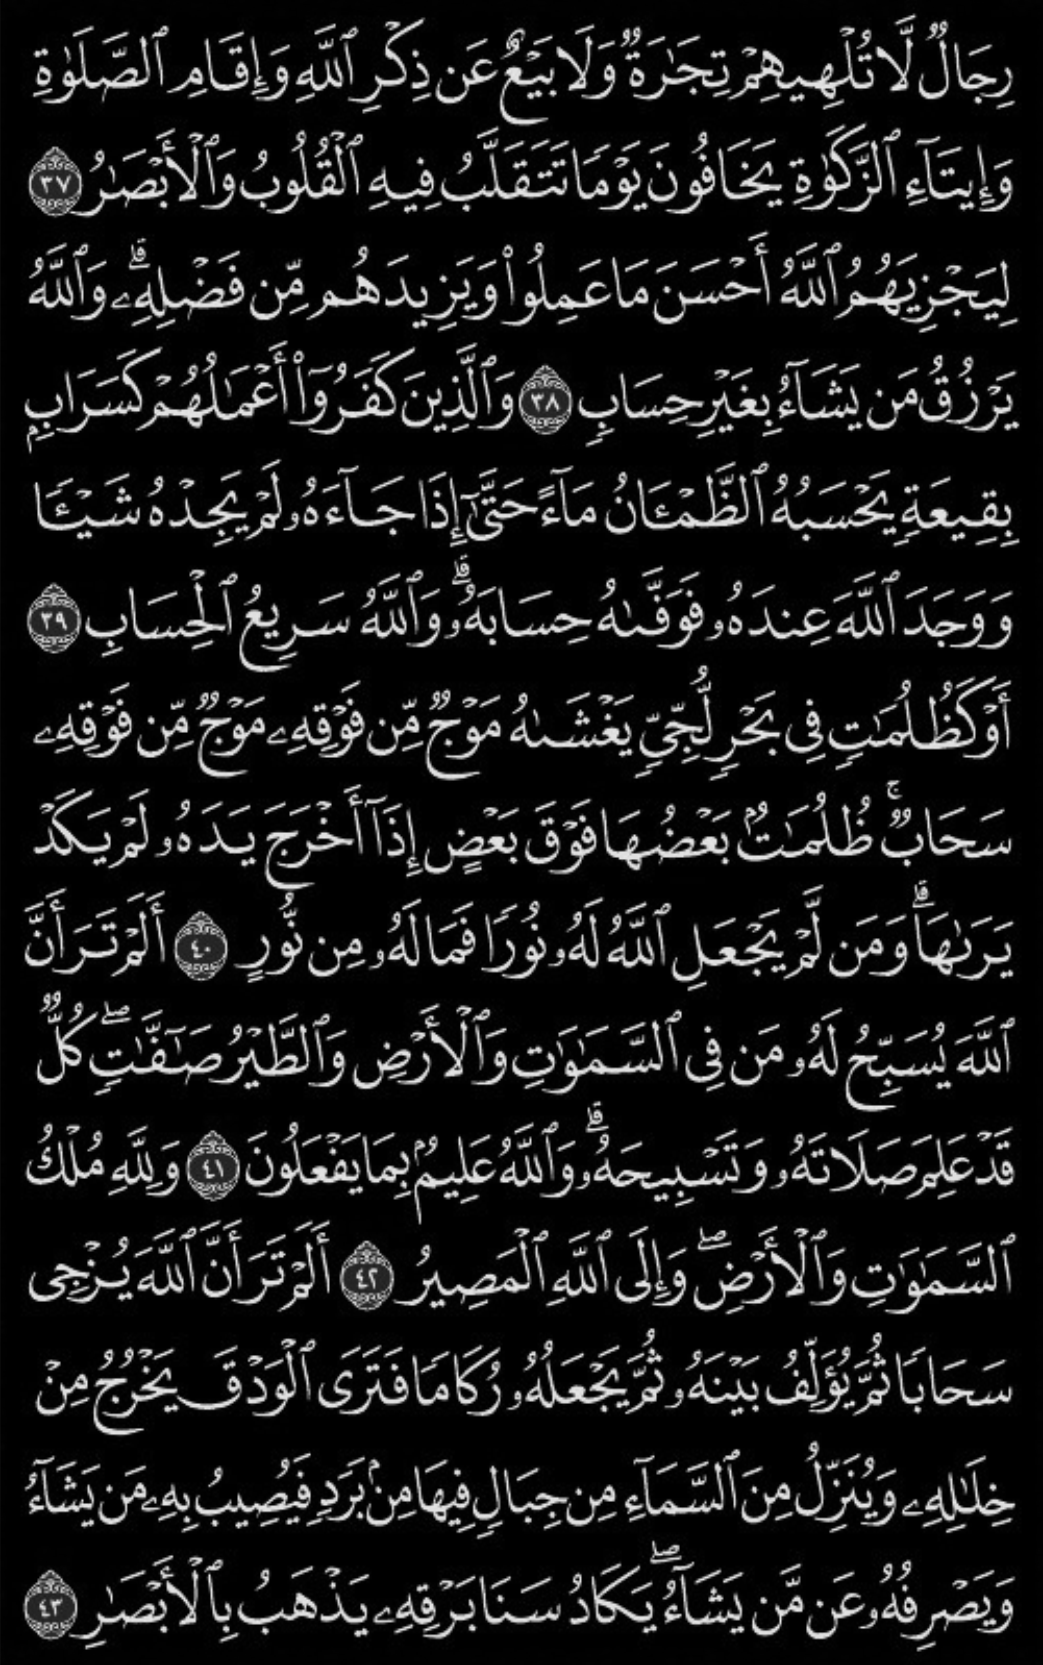 رِجَالٌ لَّا تُلْهِيهِمْ تِجَٰرَةٌ وَلَا بَيْعٌ عَن ذِكْرِ ٱللَّهِ وَإِقَامِ ٱلصَّلَوٰةِ
وَإِيتَآءِ ٱلزَّكَوٰةِ يَخَافُونَ يَوْمًا تَتَقَلَّبُ فِيهِ ٱلْقُلُوبُ وَٱلْأَبْصَٰرُ ٣٧
لِيَجْزِيَهُمُ ٱللَّهُ أَحْسَنَ مَا عَمِلُوا۟ وَيَزِيدَهُم مِّن فَضْلِهِۦ ۗ وَٱللَّهُ
يَرْزُقُ مَن يَشَآءُ بِغَيْرِ حِسَابٍ ٣٨ وَٱلَّذِينَ كَفَرُوٓا۟ أَعْمَٰلُهُمْ كَسَرَابٍۭ
بِقِيعَةٍ يَحْسَبُهُ ٱلظَّمْـَٔانُ مَآءً حَتَّىٰٓ إِذَا جَآءَهُۥ لَمْ يَجِدْهُ شَيْـًٔا
وَوَجَدَ ٱللَّهَ عِندَهُۥ فَوَفَّىٰهُ حِسَابَهُۥ ۗ وَٱللَّهُ سَرِيعُ ٱلْحِسَابِ ٣٩
أَوْ كَظُلُمَٰتٍ فِى بَحْرٍ لُّجِّىٍّ يَغْشَىٰهُ مَوْجٌ مِّن فَوْقِهِۦ مَوْجٌ مِّن فَوْقِهِۦ
سَحَابٌ ۚ ظُلُمَٰتٌۢ بَعْضُهَا فَوْقَ بَعْضٍ إِذَآ أَخْرَجَ يَدَهُۥ لَمْ يَكَدْ
يَرَىٰهَا ۗ وَمَن لَّمْ يَجْعَلِ ٱللَّهُ لَهُۥ نُورًا فَمَا لَهُۥ مِن نُّورٍ ٤٠ أَلَمْ تَرَ أَنَّ
ٱللَّهَ يُسَبِّحُ لَهُۥ مَن فِى ٱلسَّمَٰوَٰتِ وَٱلْأَرْضِ وَٱلطَّيْرُ صَٰٓفَّٰتٍ ۖ كُلٌّ
قَدْ عَلِمَ صَلَاتَهُۥ وَتَسْبِيحَهُۥ ۗ وَٱللَّهُ عَلِيمٌۢ بِمَا يَفْعَلُونَ ٤١ وَلِلَّهِ مُلْكُ
ٱلسَّمَٰوَٰتِ وَٱلْأَرْضِ ۖ وَإِلَى ٱللَّهِ ٱلْمَصِيرُ ٤٢ أَلَمْ تَرَ أَنَّ ٱللَّهَ يُزْجِى
سَحَابًا ثُمَّ يُؤَلِّفُ بَيْنَهُۥ ثُمَّ يَجْعَلُهُۥ رُكَامًا فَتَرَى ٱلْوَدْقَ يَخْرُجُ مِنْ
خِلَٰلِهِۦ وَيُنَزِّلُ مِنَ ٱلسَّمَآءِ مِن جِبَالٍ فِيهَا مِنۢ بَرَدٍ فَيُصِيبُ بِهِۦ مَن يَشَآءُ
وَيَصْرِفُهُۥ عَن مَّن يَشَآءُ ۖ يَكَادُ سَنَا بَرْقِهِۦ يَذْهَبُ بِٱلْأَبْصَٰرِ ٤٣